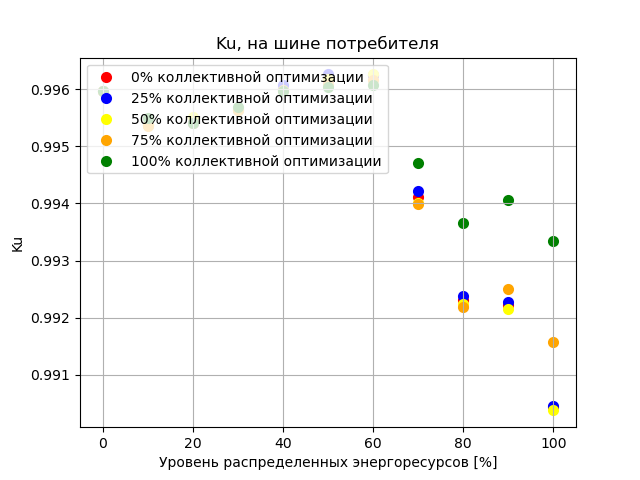 Ku, на шине потребителя
0% коллективной оптимизации
25% коллективной оптимизации
50% коллективной оптимизации
75% коллективной оптимизации
100% коллективной оптимизации
0.996
0.995
0.994
0.993
0.992
0.991
Ku
0 20 40 60 80 100
Уровень распределенных энергоресурсов [%]